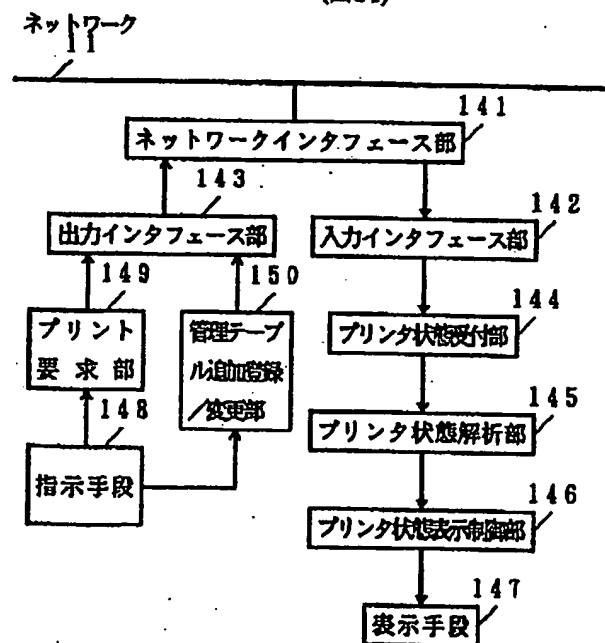 ネットワーク
11
141
ネットワークインタフェース部
143
142
出力インタフェース部
入力インタフェース部
149
150
144
プリント
要求部
管理テーブ
ル追加登録
/変更部
プリンタ状態受付部
148
145
指示手段
プリンタ状態解析部
146
プリンタ状態表示制御部
147
表示手段